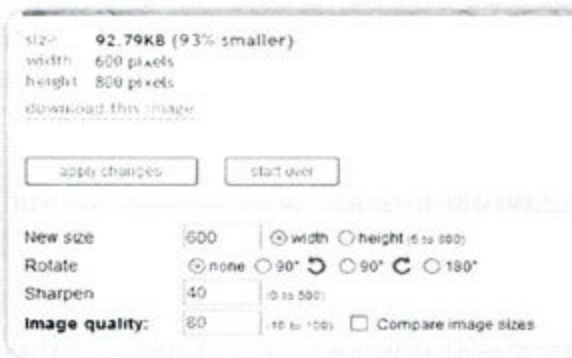 size 92.79KB (93% smaller)
width 600 pixels
height 800 pixels
download this image
apply changes start over
New size 600 width height (5 to 800)
Rotate none 90° 90° 180°
Sharpen 40 (0 to 500)
Image quality: 80 (10 to 100) Compare image sizes